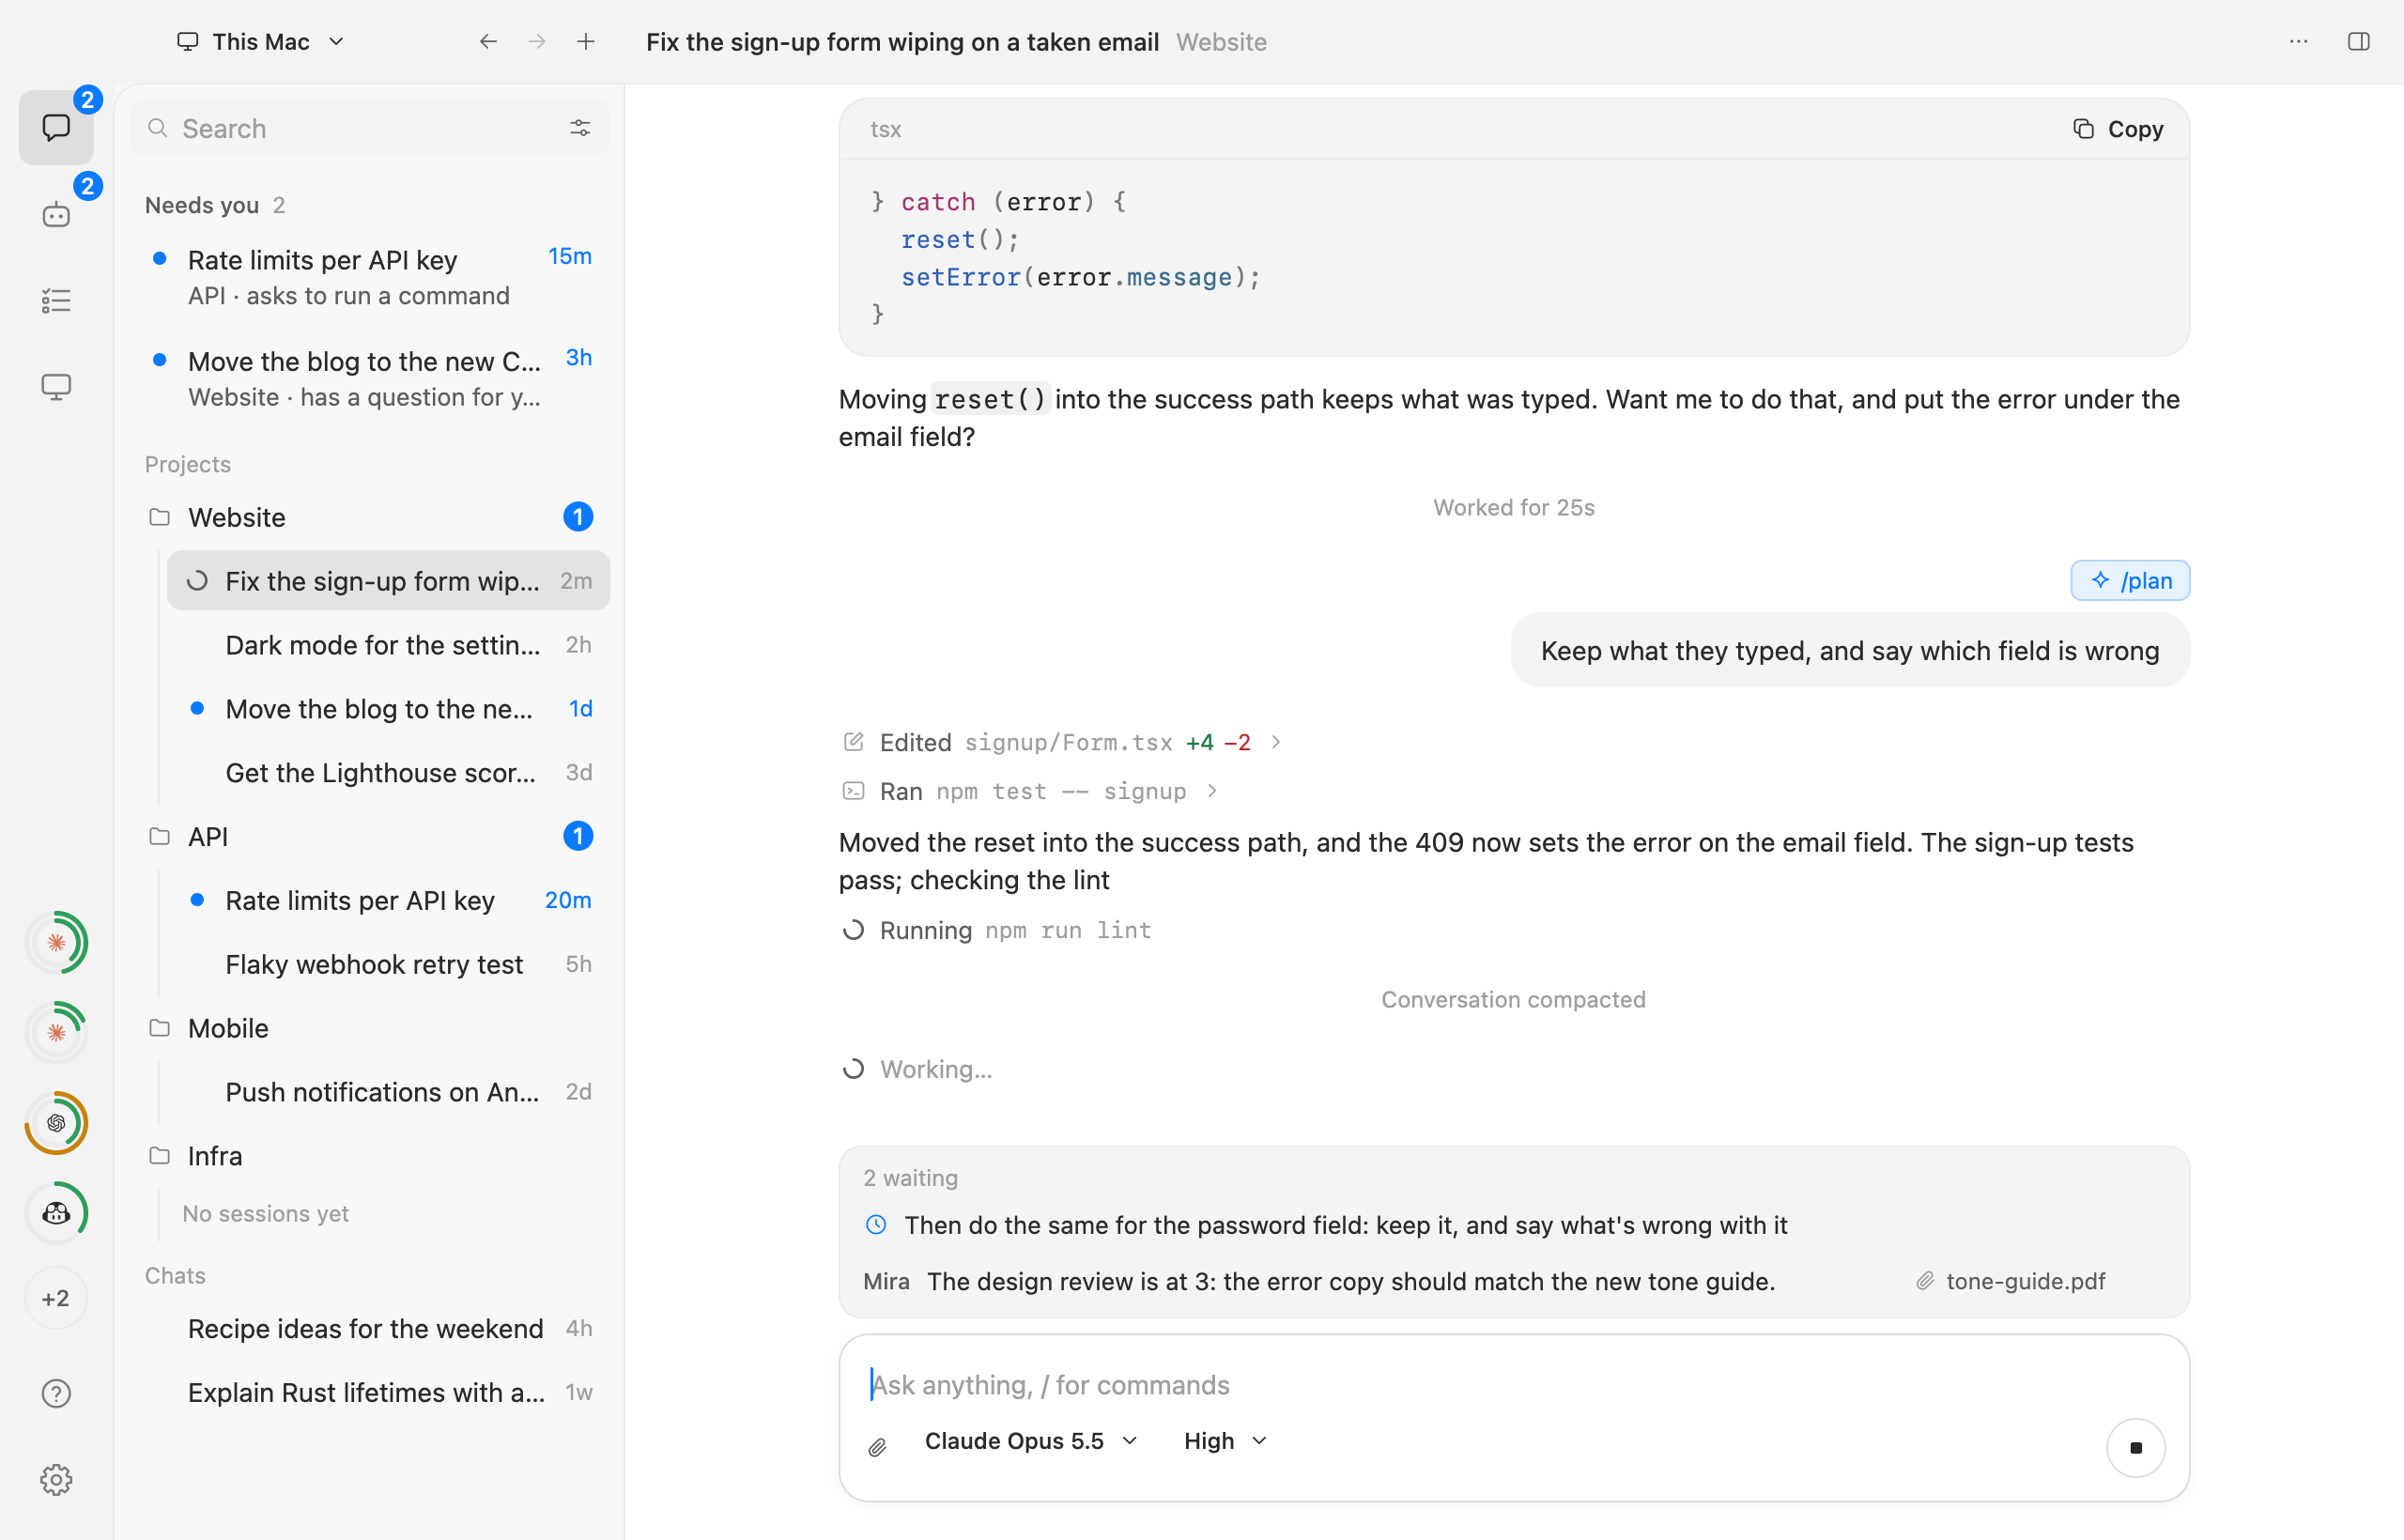 This Mac
Fix the sign-up form wiping on a taken email Website
2
2
Search
Needs you 2
Rate limits per API key 15m
API · asks to run a command
Move the blog to the new C... 3h
Website · has a question for y...
Projects
Website 1
Fix the sign-up form wip... 2m
Dark mode for the settin... 2h
Move the blog to the ne... 1d
Get the Lighthouse scor... 3d
API 1
Rate limits per API key 20m
Flaky webhook retry test 5h
Mobile
Push notifications on An... 2d
Infra
No sessions yet
Chats
Recipe ideas for the weekend 4h
Explain Rust lifetimes with a... 1w
+2
tsx Copy
} catch (error) {
reset();
setError(error.message);
}
Moving reset() into the success path keeps what was typed. Want me to do that, and put the error under the
email field?
Worked for 25s
/plan
Keep what they typed, and say which field is wrong
Edited signup/Form.tsx +4 −2
Ran npm test -- signup
Moved the reset into the success path, and the 409 now sets the error on the email field. The sign-up tests
pass; checking the lint
Running npm run lint
Conversation compacted
Working...
2 waiting
Then do the same for the password field: keep it, and say what's wrong with it
Mira The design review is at 3: the error copy should match the new tone guide. tone-guide.pdf
Ask anything, / for commands
Claude Opus 5.5 High